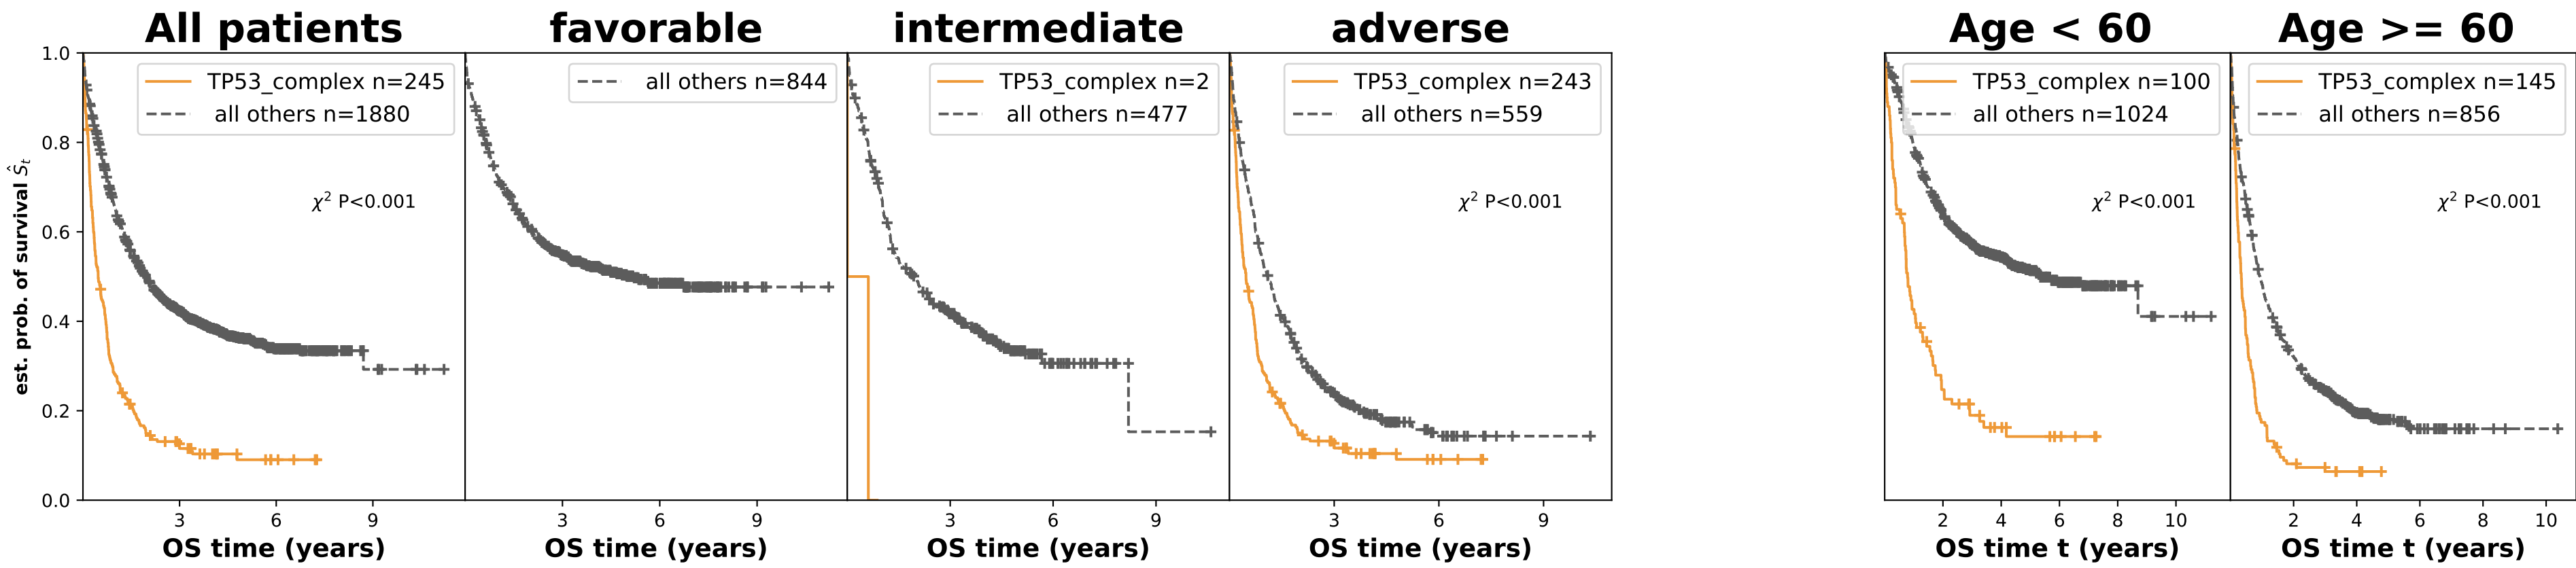 All patients
favorable
intermediate
adverse
Age < 60
Age >= 60
est. prob. of survival Ŝt
1.0
0.8
0.6
0.4
0.2
0.0
TP53_complex n=245
all others n=1880
χ² P<0.001
3 6 9
OS time (years)
all others n=844
3 6 9
OS time (years)
TP53_complex n=2
all others n=477
3 6 9
OS time (years)
TP53_complex n=243
all others n=559
χ² P<0.001
3 6 9
OS time (years)
TP53_complex n=100
all others n=1024
χ² P<0.001
2 4 6 8 10
OS time t (years)
TP53_complex n=145
all others n=856
χ² P<0.001
2 4 6 8 10
OS time t (years)